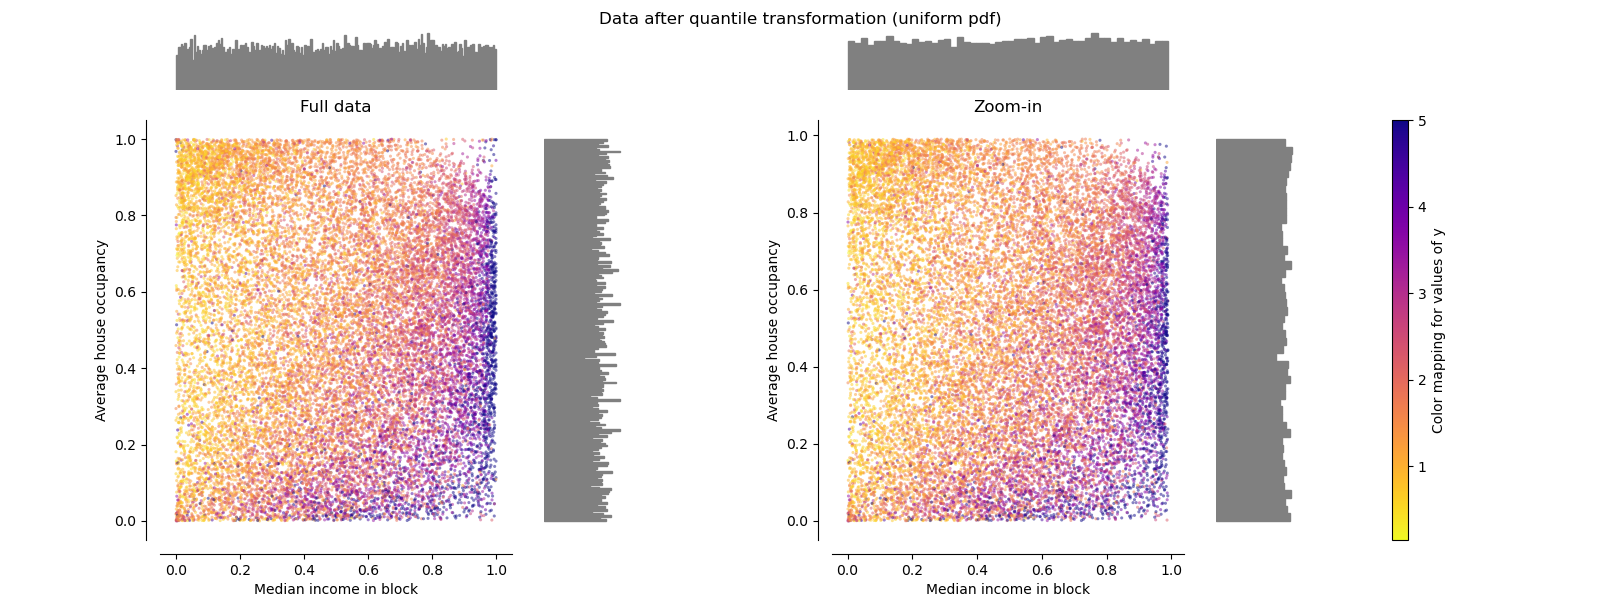 Data after quantile transformation (uniform pdf)
Full data
1.0
0.8
0.6
0.4
0.2
0.0
Average house occupancy
0.0 0.2 0.4 0.6 0.8 1.0
Median income in block
Zoom-in
1.0
0.8
0.6
0.4
0.2
0.0
Average house occupancy
0.0 0.2 0.4 0.6 0.8 1.0
Median income in block
5
4
3
2
1
Color mapping for values of y